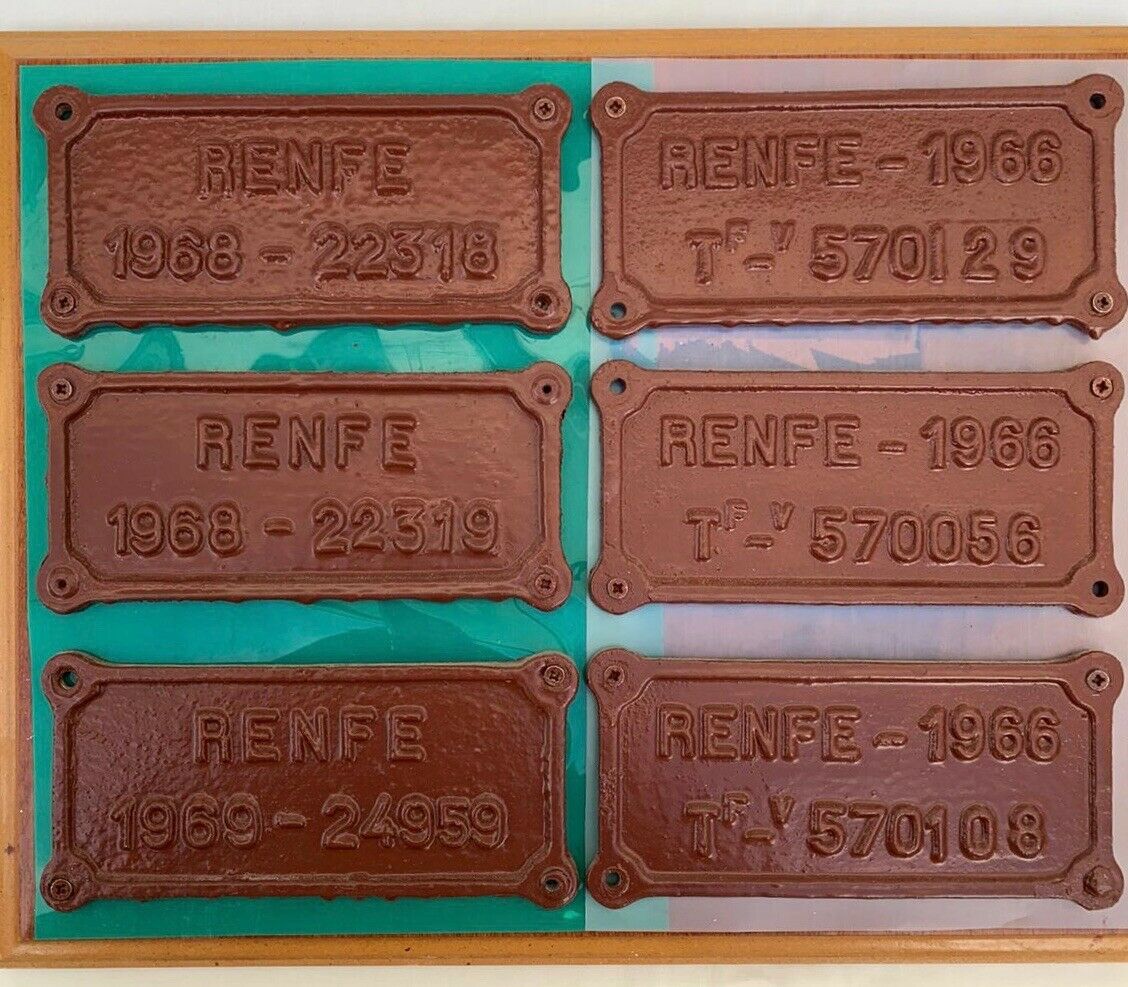 RENFE
1968 - 22318
RENFE - 1966
TF - V 570129
RENFE
1968 - 22319
RENFE - 1966
TF - V 570056
RENFE
1969 - 24959
RENFE - 1966
TF - V 570108